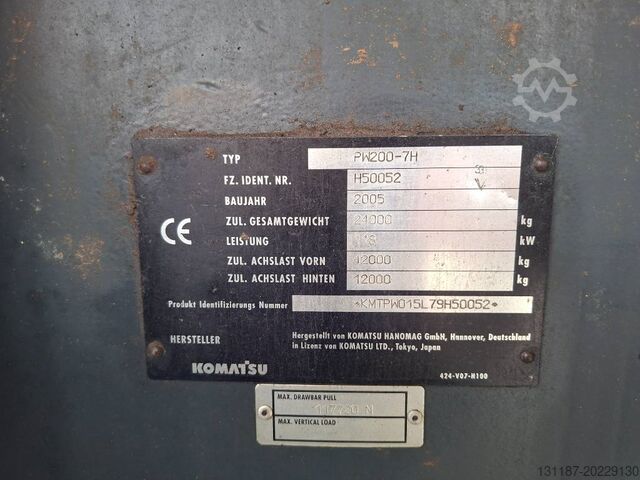 TYP PW200-7H
FZ. IDENT. NR. H50052
BAUJAHR 2005
ZUL. GESAMTGEWICHT 21000 kg
LEISTUNG kW
ZUL. ACHSLAST VORN 12000 kg
ZUL. ACHSLAST HINTEN 12000 kg
Produkt Identifizierungs Nummer *KMTPW015L79H50052*
CE
HERSTELLER Hergestellt von KOMATSU HANOMAG GmbH, Hannover, Deutschland
in Lizenz von KOMATSU LTD., Tokyo, Japan
KOMATSU
424-V07-H100
MAX. DRAWBAR PULL
N
MAX. VERTICAL LOAD
131187-20229130